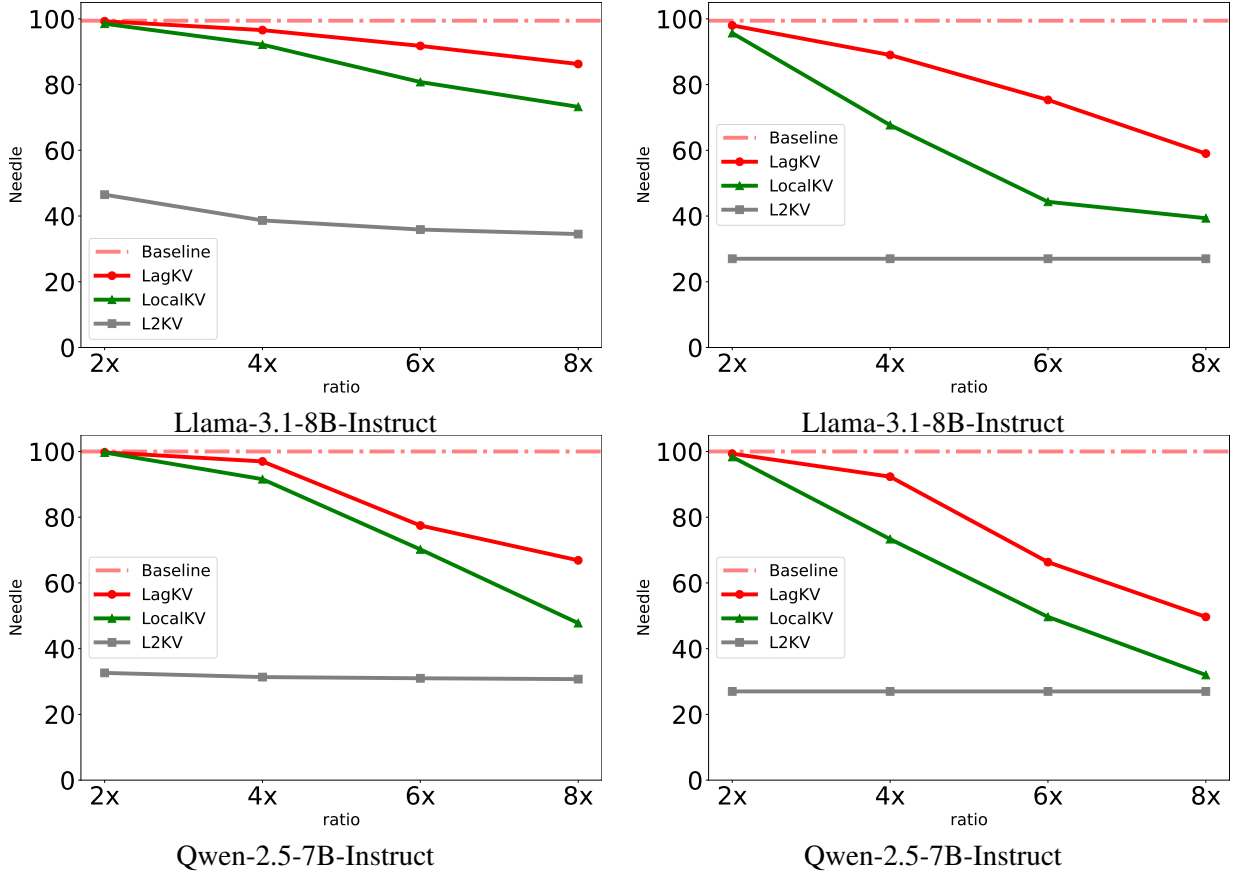 100
80
60
40
20
0
Needle
Baseline
LagKV
LocalKV
L2KV
2x 4x 6x 8x
ratio
Llama-3.1-8B-Instruct
100
80
60
40
20
0
Needle
Baseline
LagKV
LocalKV
L2KV
2x 4x 6x 8x
ratio
Llama-3.1-8B-Instruct
100
80
60
40
20
0
Needle
Baseline
LagKV
LocalKV
L2KV
2x 4x 6x 8x
ratio
Qwen-2.5-7B-Instruct
100
80
60
40
20
0
Needle
Baseline
LagKV
LocalKV
L2KV
2x 4x 6x 8x
ratio
Qwen-2.5-7B-Instruct